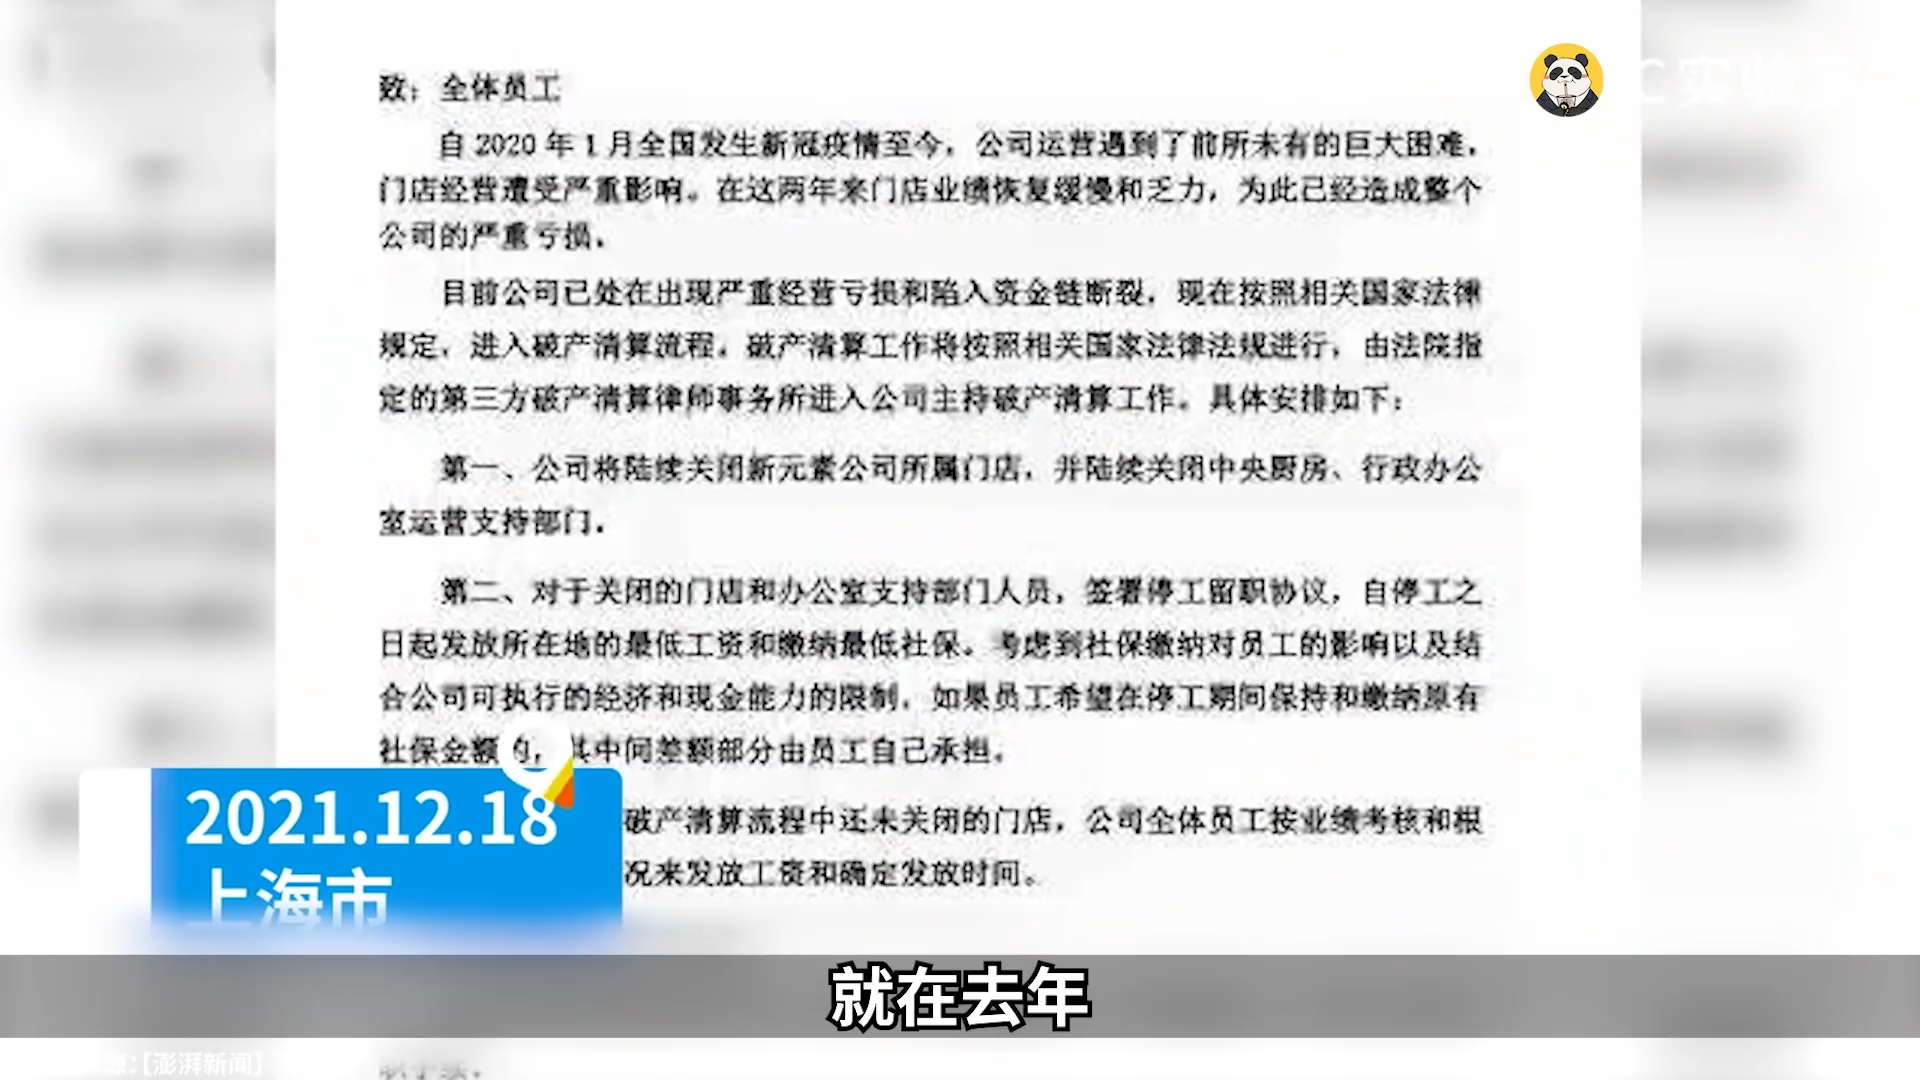 C实验
致：全体员工
自 2020 年 1 月全国发生新冠疫情至今，公司运营遇到了前所未有的巨大困难，
门店经营遭受严重影响。在这两年来门店业绩恢复缓慢和乏力，为此已经造成整个
公司的严重亏损。
目前公司已处在出现严重经营亏损和陷入资金链断裂，现在按照相关国家法律
规定，进入破产清算流程。破产清算工作将按照相关国家法律法规进行，由法院指
定的第三方破产清算律师事务所进入公司主持破产清算工作。具体安排如下：
第一、公司将陆续关闭新元素公司所属门店，并陆续关闭中央厨房、行政办公
室运营支持部门。
第二、对于关闭的门店和办公室支持部门人员，签署停工留职协议，自停工之
日起发放所在地的最低工资和缴纳最低社保。考虑到社保缴纳对员工的影响以及结
合公司可执行的经济和现金能力的限制，如果员工希望在停工期间保持和缴纳原有
社保金额的，其中间差额部分由员工自己承担。
破产清算流程中还未关闭的门店，公司全体员工按业绩考核和根
况来发放工资和确定发放时间。
2021.12.18
上海市
就在去年
源:【澎湃新闻】